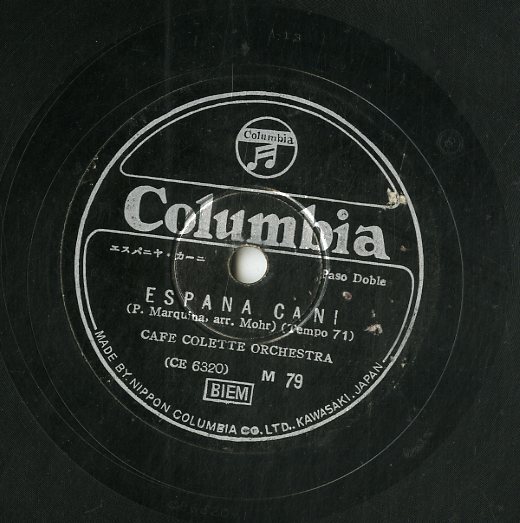 Columbia
Columbia
エスパニヤ・カーニ
Paso Doble
ESPANA CANI
(P. Marquina, arr. Mohr) (Tempo 71)
CAFE COLETTE ORCHESTRA
(CE 6320)
M 79
BIEM
MADE BY NIPPON COLUMBIA CO. LTD., KAWASAKI, JAPAN